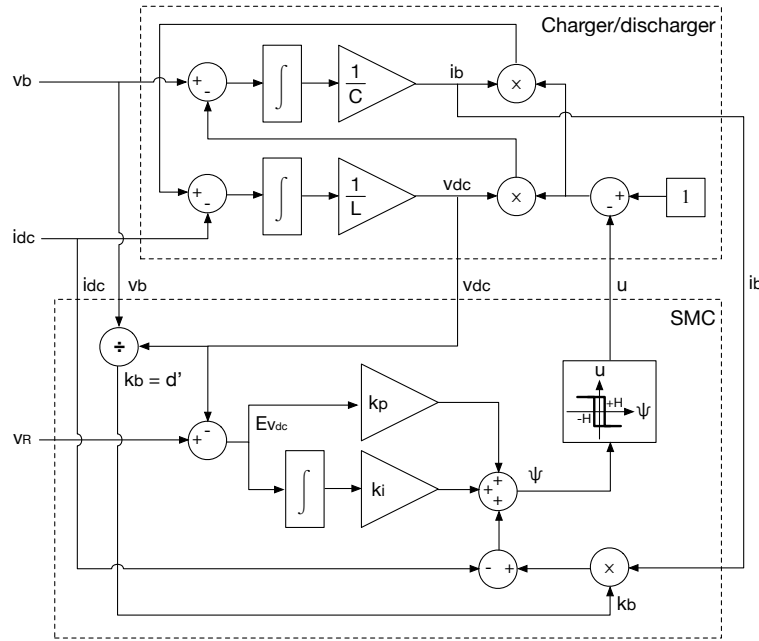 Charger/discharger
vb
+
-
∫
1
C
ib
×
+
-
∫
1
L
vdc
×
+
-
1
idc
idc
vb
vdc
u
ib
SMC
÷
kb = d'
u
+H
-H
ψ
kp
vR
+
-
Evdc
∫
ki
+
+
+
ψ
-
+
×
kb